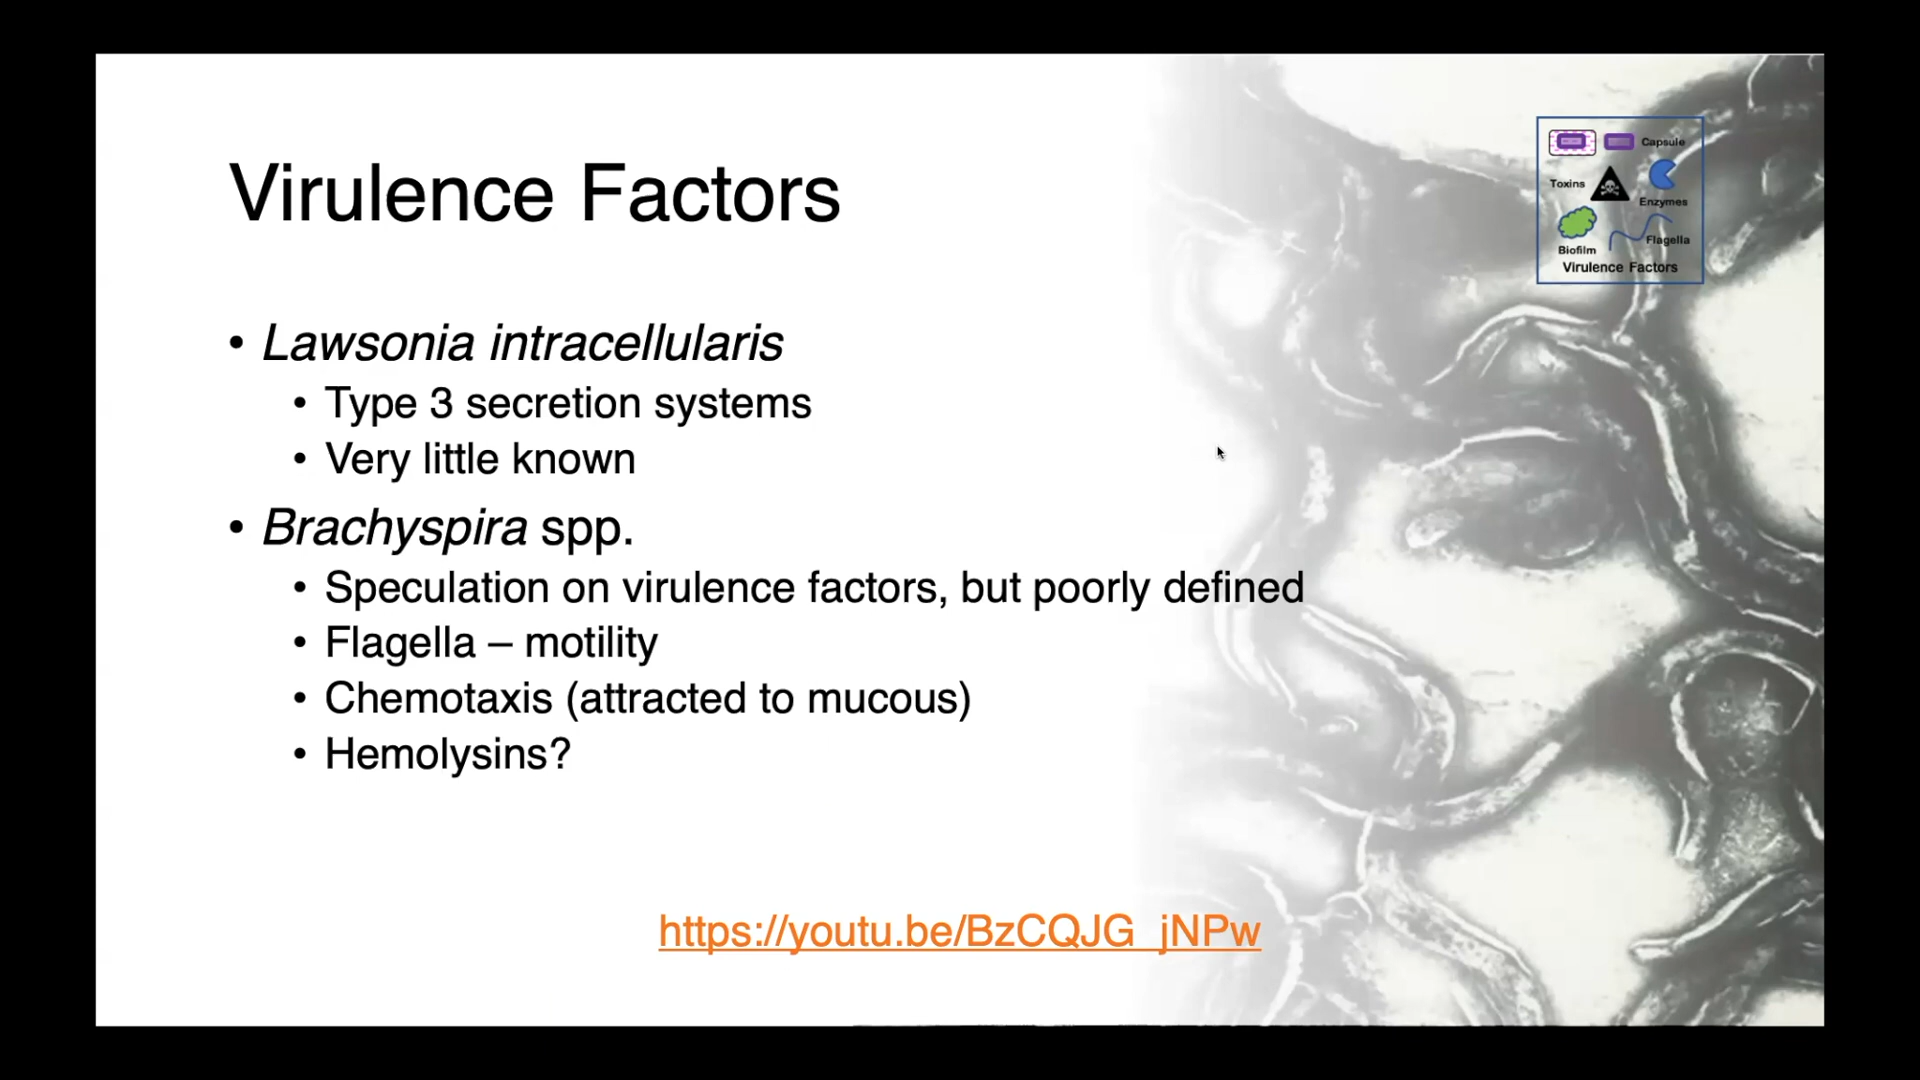 Virulence Factors
Capsule
Toxins
Enzymes
Biofilm
Flagella
Virulence Factors
• Lawsonia intracellularis
• Type 3 secretion systems
• Very little known
• Brachyspira spp.
• Speculation on virulence factors, but poorly defined
• Flagella – motility
• Chemotaxis (attracted to mucous)
• Hemolysins?
https://youtu.be/BzCQJG_jNPw